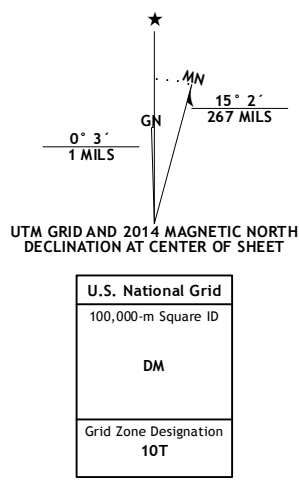 ★
MN
GN
15° 2´
267 MILS
0° 3´
1 MILS
UTM GRID AND 2014 MAGNETIC NORTH
DECLINATION AT CENTER OF SHEET
U.S. National Grid
100,000-m Square ID
DM
Grid Zone Designation
10T